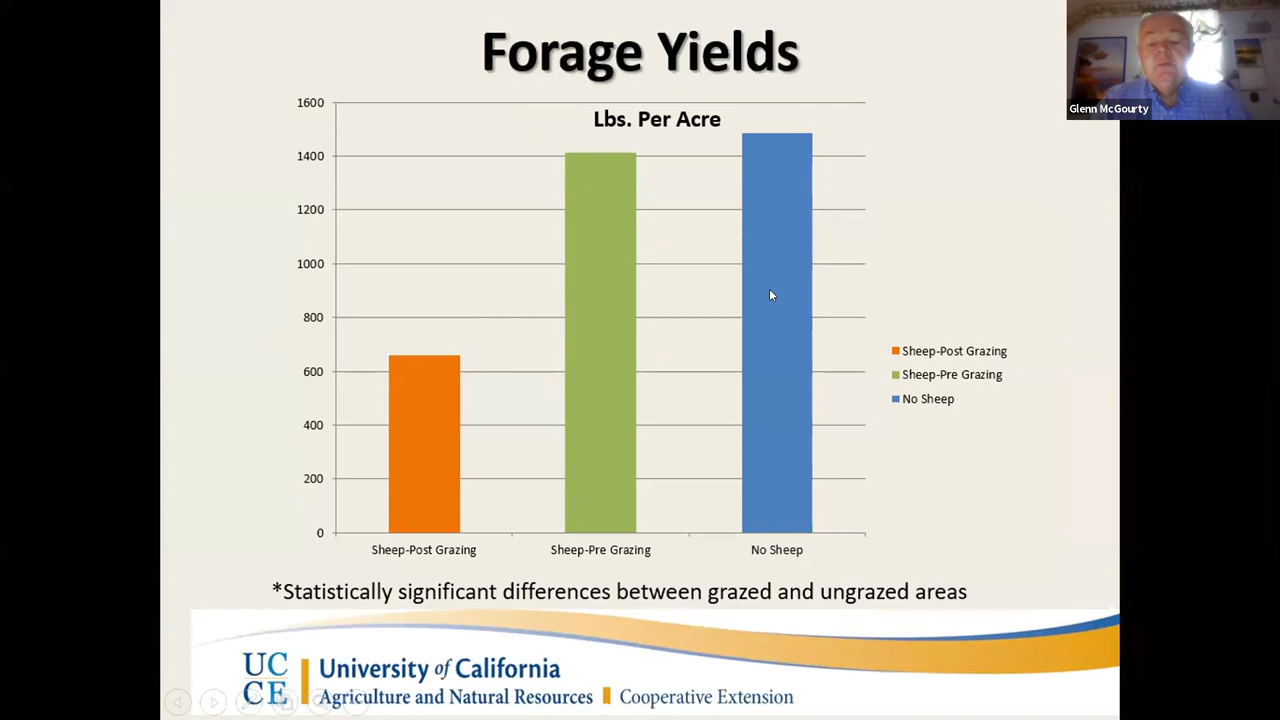 Forage Yields
Glenn McGourty
Lbs. Per Acre
1600
1400
1200
1000
800
600
400
200
0
Sheep-Post Grazing
Sheep-Pre Grazing
No Sheep
Sheep-Post Grazing
Sheep-Pre Grazing
No Sheep
*Statistically significant differences between grazed and ungrazed areas
UC
CE
University of California
Agriculture and Natural Resources Cooperative Extension